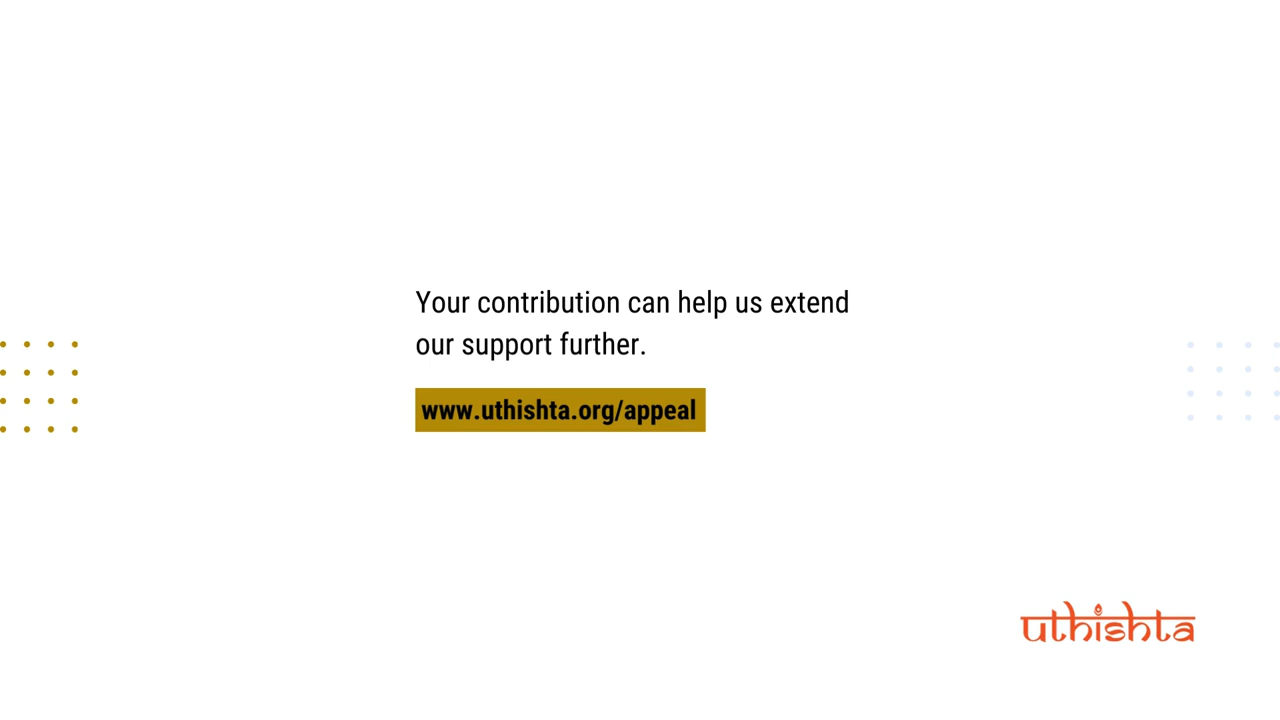 Your contribution can help us extend
our support further.
www.uthishta.org/appeal
uthishta